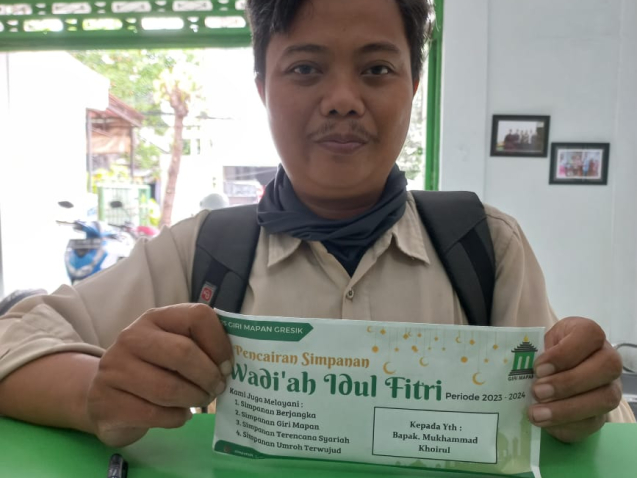 GIRI MAPAN GRESIK
Pencairan Simpanan
Wadi'ah Idul Fitri
Periode 2023 - 2024
Kami Juga Melayani :
1. Simpanan Berjangka
2. Simpanan Giri Mapan
3. Simpanan Terencana Syariah
4. Simpanan Umroh Terwujud
Kepada Yth :
Bapak. Mukhammad
Khoirul
GIRI MAPAN